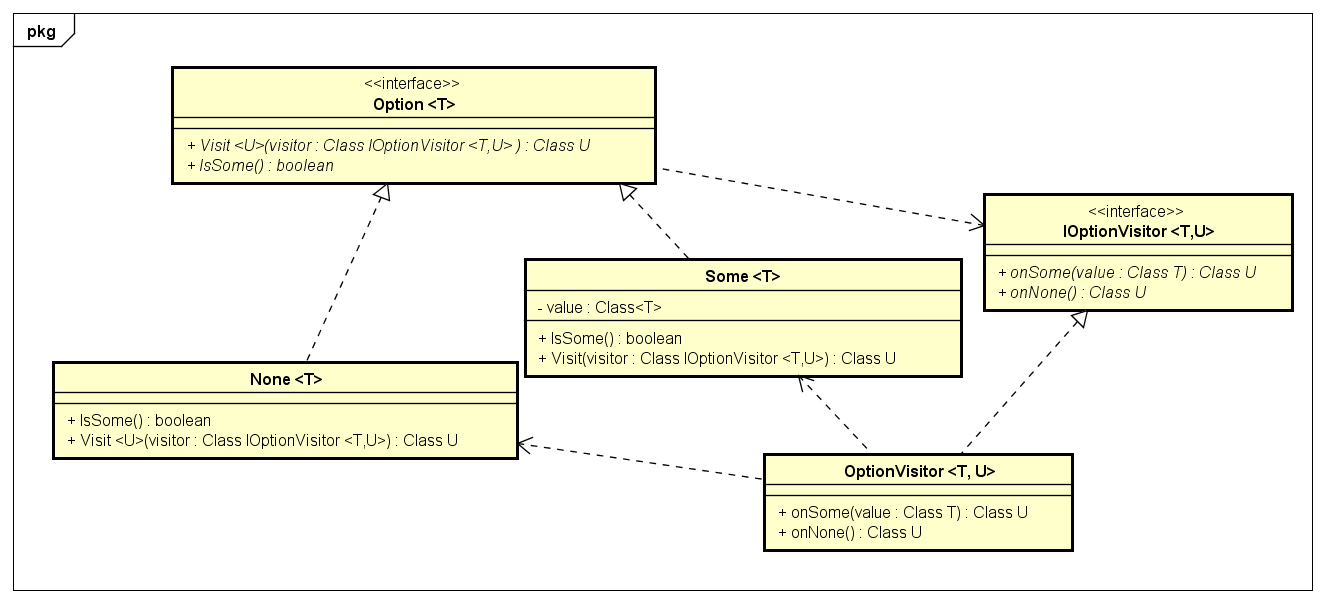 pkg
<<interface>>
Option <T>
+ Visit <U>(visitor : Class IOptionVisitor <T,U> ) : Class U
+ IsSome() : boolean
<<interface>>
IOptionVisitor <T,U>
+ onSome(value : Class T) : Class U
+ onNone() : Class U
Some <T>
- value : Class<T>
+ IsSome() : boolean
+ Visit(visitor : Class IOptionVisitor <T,U>) : Class U
None <T>
+ IsSome() : boolean
+ Visit <U>(visitor : Class IOptionVisitor <T,U>) : Class U
OptionVisitor <T, U>
+ onSome(value : Class T) : Class U
+ onNone() : Class U